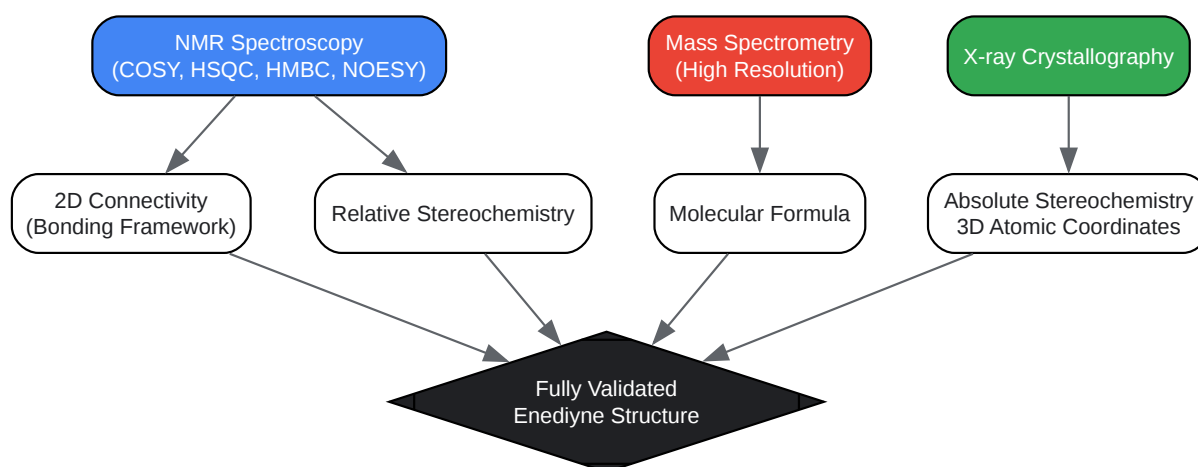 NMR Spectroscopy
(COSY, HSQC, HMBC, NOESY)
Mass Spectrometry
(High Resolution)
X-ray Crystallography
2D Connectivity
(Bonding Framework)
Relative Stereochemistry
Molecular Formula
Absolute Stereochemistry
3D Atomic Coordinates
Fully Validated
Enediyne Structure